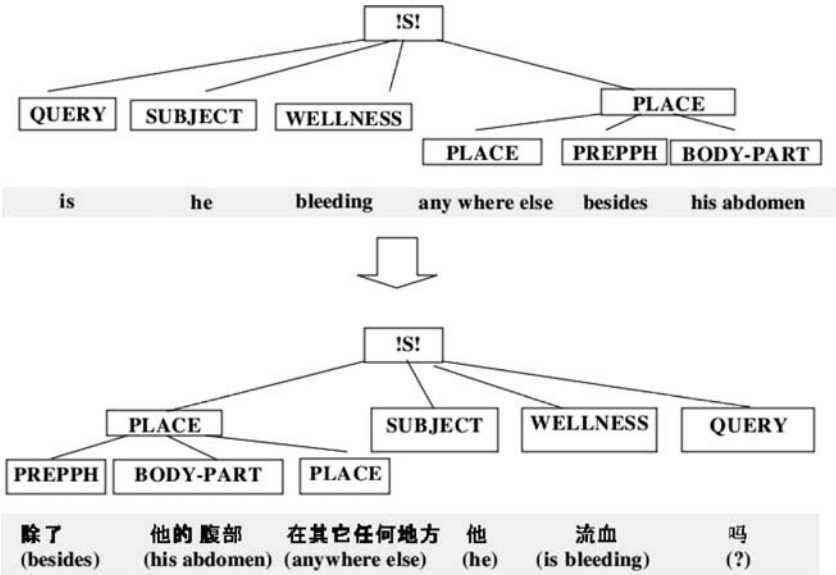 !S!
QUERY SUBJECT WELLNESS PLACE
PLACE PREPPH BODY-PART
is he bleeding any where else besides his abdomen
!S!
PLACE SUBJECT WELLNESS QUERY
PREPPH BODY-PART PLACE
除了 他的 腹部 在其它任何地方 他 流血 吗
(besides) (his abdomen) (anywhere else) (he) (is bleeding) (?)